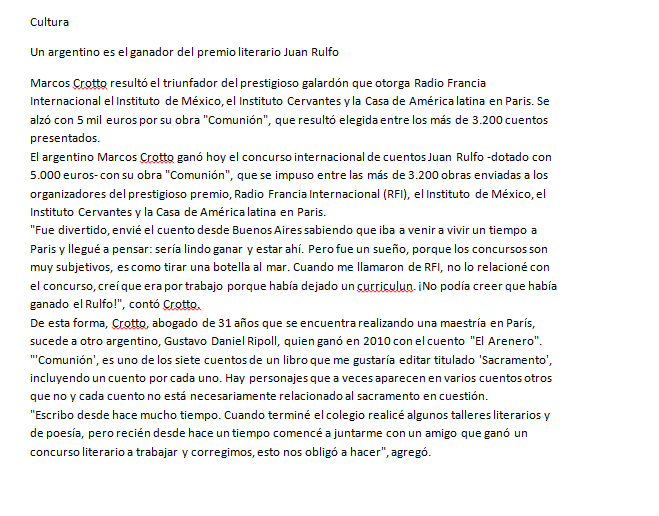 Cultura
Un argentino es el ganador del premio literario Juan Rulfo
Marcos Crotto resultó el triunfador del prestigioso galardón que otorga Radio Francia
Internacional el Instituto de México, el Instituto Cervantes y la Casa de América latina en Paris. Se
alzó con 5 mil euros por su obra "Comunión", que resultó elegida entre los más de 3.200 cuentos
presentados.
El argentino Marcos Crotto ganó hoy el concurso internacional de cuentos Juan Rulfo -dotado con
5.000 euros- con su obra "Comunión", que se impuso entre las más de 3.200 obras enviadas a los
organizadores del prestigioso premio, Radio Francia Internacional (RFI), el Instituto de México, el
Instituto Cervantes y la Casa de América latina en Paris.
"Fue divertido, envié el cuento desde Buenos Aires sabiendo que iba a venir a vivir un tiempo a
Paris y llegué a pensar: sería lindo ganar y estar ahí. Pero fue un sueño, porque los concursos son
muy subjetivos, es como tirar una botella al mar. Cuando me llamaron de RFI, no lo relacioné con
el concurso, creí que era por trabajo porque había dejado un curriculun. ¡No podía creer que había
ganado el Rulfo!", contó Crotto.
De esta forma, Crotto, abogado de 31 años que se encuentra realizando una maestría en París,
sucede a otro argentino, Gustavo Daniel Ripoll, quien ganó en 2010 con el cuento "El Arenero".
"'Comunión', es uno de los siete cuentos de un libro que me gustaría editar titulado 'Sacramento',
incluyendo un cuento por cada uno. Hay personajes que a veces aparecen en varios cuentos otros
que no y cada cuento no está necesariamente relacionado al sacramento en cuestión.
"Escribo desde hace mucho tiempo. Cuando terminé el colegio realicé algunos talleres literarios y
de poesía, pero recién desde hace un tiempo comencé a juntarme con un amigo que ganó un
concurso literario a trabajar y corregimos, esto nos obligó a hacer", agregó.